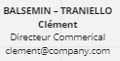 BALSEMIN – TRANIELLO
Clément
Directeur Commerical
clement@company.com